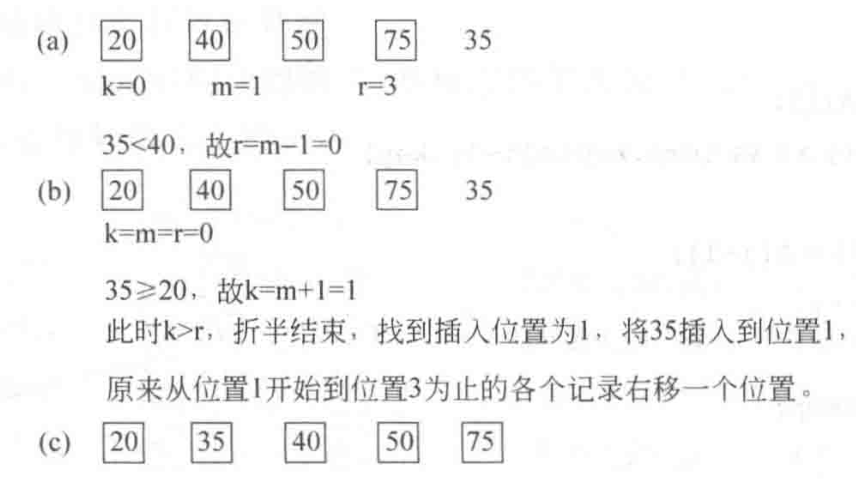 (a) 20 40 50 75 35
k=0 m=1 r=3
35<40，故r=m−1=0
(b) 20 40 50 75 35
k=m=r=0
35≥20，故k=m+1=1
此时k>r，折半结束，找到插入位置为1，将35插入到位置1，
原来从位置1开始到位置3为止的各个记录右移一个位置。
(c) 20 35 40 50 75